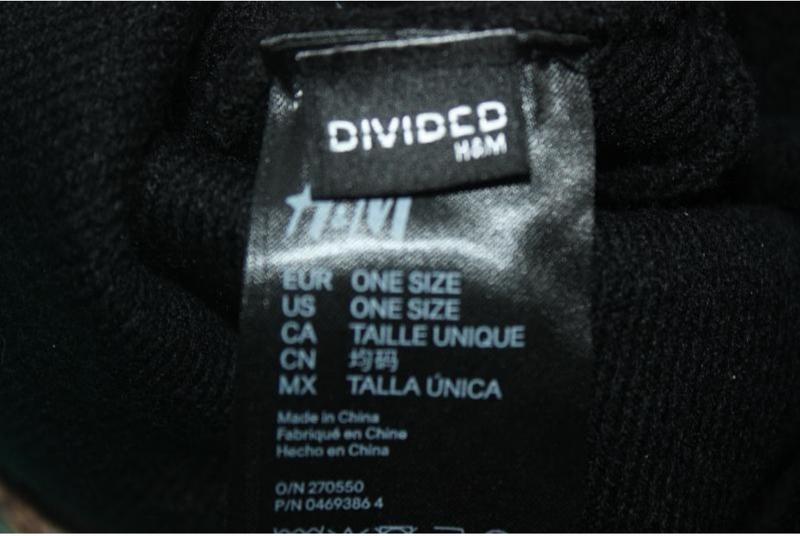 DIVIDED
H&M
H&M
EUR ONE SIZE
US ONE SIZE
CA TAILLE UNIQUE
CN 均码
MX TALLA ÚNICA
Made in China
Fabriqué en Chine
Hecho en China
O/N 270550
P/N 0469386 4